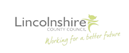 Lincolnshire
COUNTY COUNCIL
Working for a better future